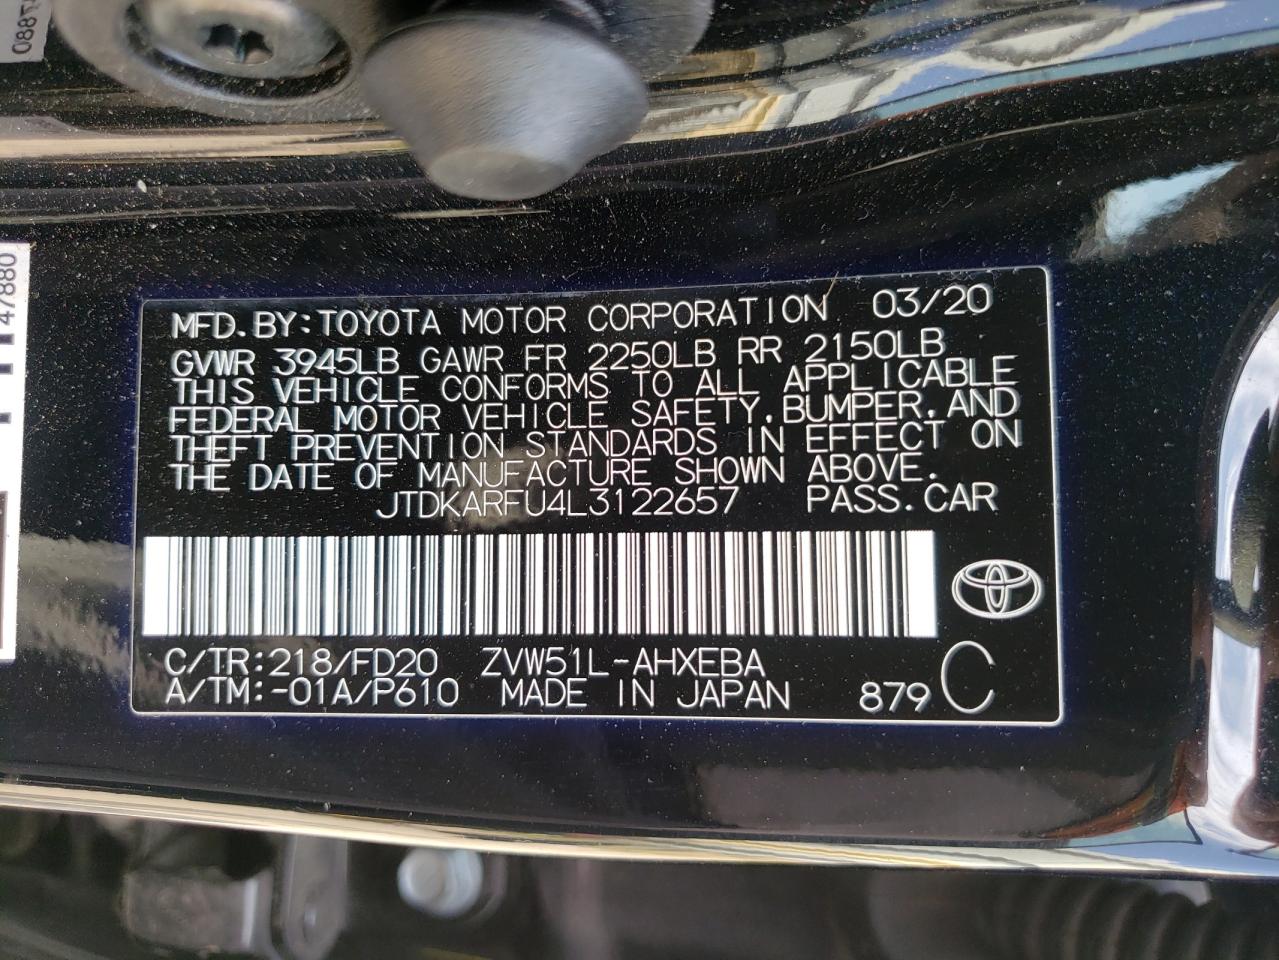 MFD.BY:TOYOTA MOTOR CORPORATION 03/20
GVWR 3945LB GAWR FR 2250LB RR 2150LB
THIS VEHICLE CONFORMS TO ALL APPLICABLE
FEDERAL MOTOR VEHICLE SAFETY,BUMPER,AND
THEFT PREVENTION STANDARDS IN EFFECT ON
THE DATE OF MANUFACTURE SHOWN ABOVE.
JTDKARFU4L3122657 PASS.CAR
C/TR:218/FD20 ZVW51L-AHXEBA
A/TM:-01A/P610 MADE IN JAPAN 879 C